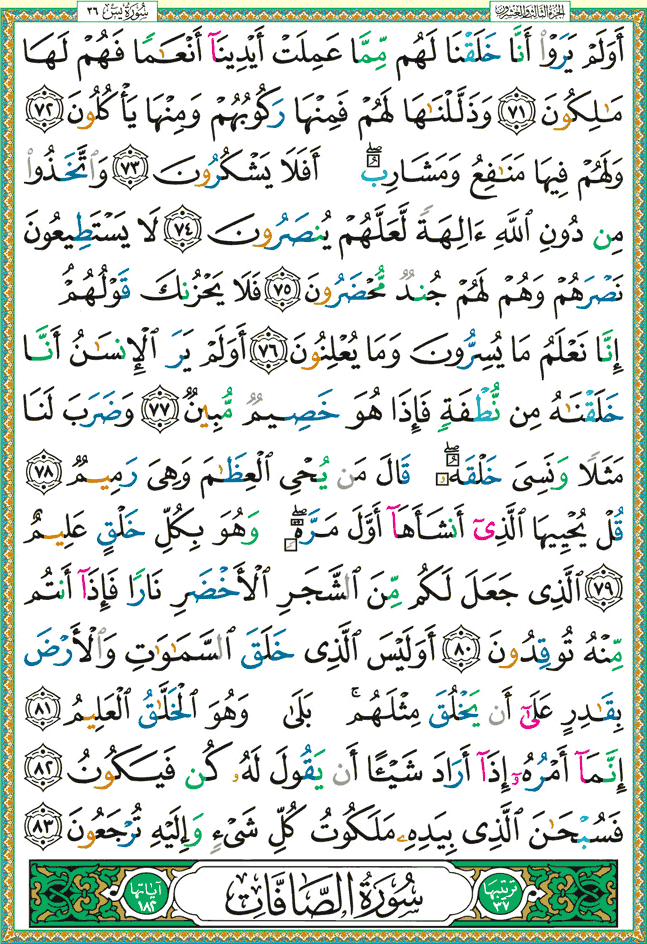 الجزء الثالث والعشرون
سُورَةُ يسٓ ٣٦
أَوَلَمْ يَرَوْا۟ أَنَّا خَلَقْنَا لَهُم مِّمَّا عَمِلَتْ أَيْدِينَآ أَنْعَٰمًا فَهُمْ لَهَا
مَٰلِكُونَ ٧١ وَذَلَّلْنَٰهَا لَهُمْ فَمِنْهَا رَكُوبُهُمْ وَمِنْهَا يَأْكُلُونَ ٧٢
وَلَهُمْ فِيهَا مَنَٰفِعُ وَمَشَارِبُ ۖ أَفَلَا يَشْكُرُونَ ٧٣ وَٱتَّخَذُوا۟
مِن دُونِ ٱللَّهِ ءَالِهَةً لَّعَلَّهُمْ يُنصَرُونَ ٧٤ لَا يَسْتَطِيعُونَ
نَصْرَهُمْ وَهُمْ لَهُمْ جُندٌ مُّحْضَرُونَ ٧٥ فَلَا يَحْزُنكَ قَوْلُهُمْ ۘ
إِنَّا نَعْلَمُ مَا يُسِرُّونَ وَمَا يُعْلِنُونَ ٧٦ أَوَلَمْ يَرَ ٱلْإِنسَٰنُ أَنَّا
خَلَقْنَٰهُ مِن نُّطْفَةٍ فَإِذَا هُوَ خَصِيمٌ مُّبِينٌ ٧٧ وَضَرَبَ لَنَا
مَثَلًا وَنَسِىَ خَلْقَهُۥ ۖ قَالَ مَن يُحْىِ ٱلْعِظَٰمَ وَهِىَ رَمِيمٌ ٧٨
قُلْ يُحْيِيهَا ٱلَّذِىٓ أَنشَأَهَآ أَوَّلَ مَرَّةٍ ۖ وَهُوَ بِكُلِّ خَلْقٍ عَلِيمٌ
٧٩ ٱلَّذِى جَعَلَ لَكُم مِّنَ ٱلشَّجَرِ ٱلْأَخْضَرِ نَارًا فَإِذَآ أَنتُم
مِّنْهُ تُوقِدُونَ ٨٠ أَوَلَيْسَ ٱلَّذِى خَلَقَ ٱلسَّمَٰوَٰتِ وَٱلْأَرْضَ
بِقَٰدِرٍ عَلَىٰٓ أَن يَخْلُقَ مِثْلَهُم ۚ بَلَىٰ وَهُوَ ٱلْخَلَّٰقُ ٱلْعَلِيمُ ٨١
إِنَّمَآ أَمْرُهُۥٓ إِذَآ أَرَادَ شَيْـًٔا أَن يَقُولَ لَهُۥ كُن فَيَكُونُ ٨٢
فَسُبْحَٰنَ ٱلَّذِى بِيَدِهِۦ مَلَكُوتُ كُلِّ شَىْءٍ وَإِلَيْهِ تُرْجَعُونَ ٨٣
ترتيبها ٣٧ سُورَةُ الصَّافَّاتِ آياتها ١٨٢